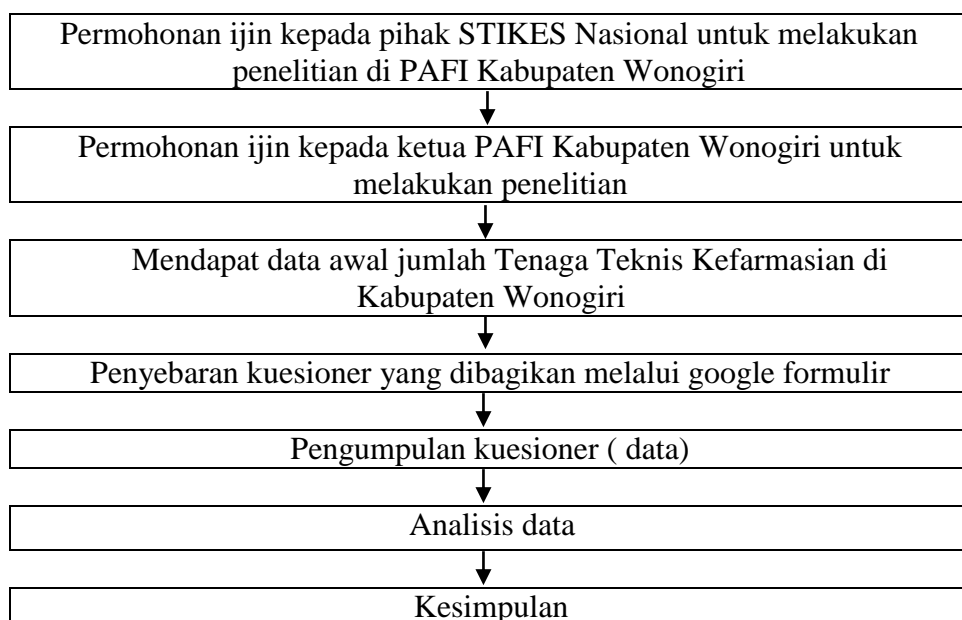 Permohonan ijin kepada pihak STIKES Nasional untuk melakukan
penelitian di PAFI Kabupaten Wonogiri
Permohonan ijin kepada ketua PAFI Kabupaten Wonogiri untuk
melakukan penelitian
Mendapat data awal jumlah Tenaga Teknis Kefarmasian di
Kabupaten Wonogiri
Penyebaran kuesioner yang dibagikan melalui google formulir
Pengumpulan kuesioner ( data)
Analisis data
Kesimpulan